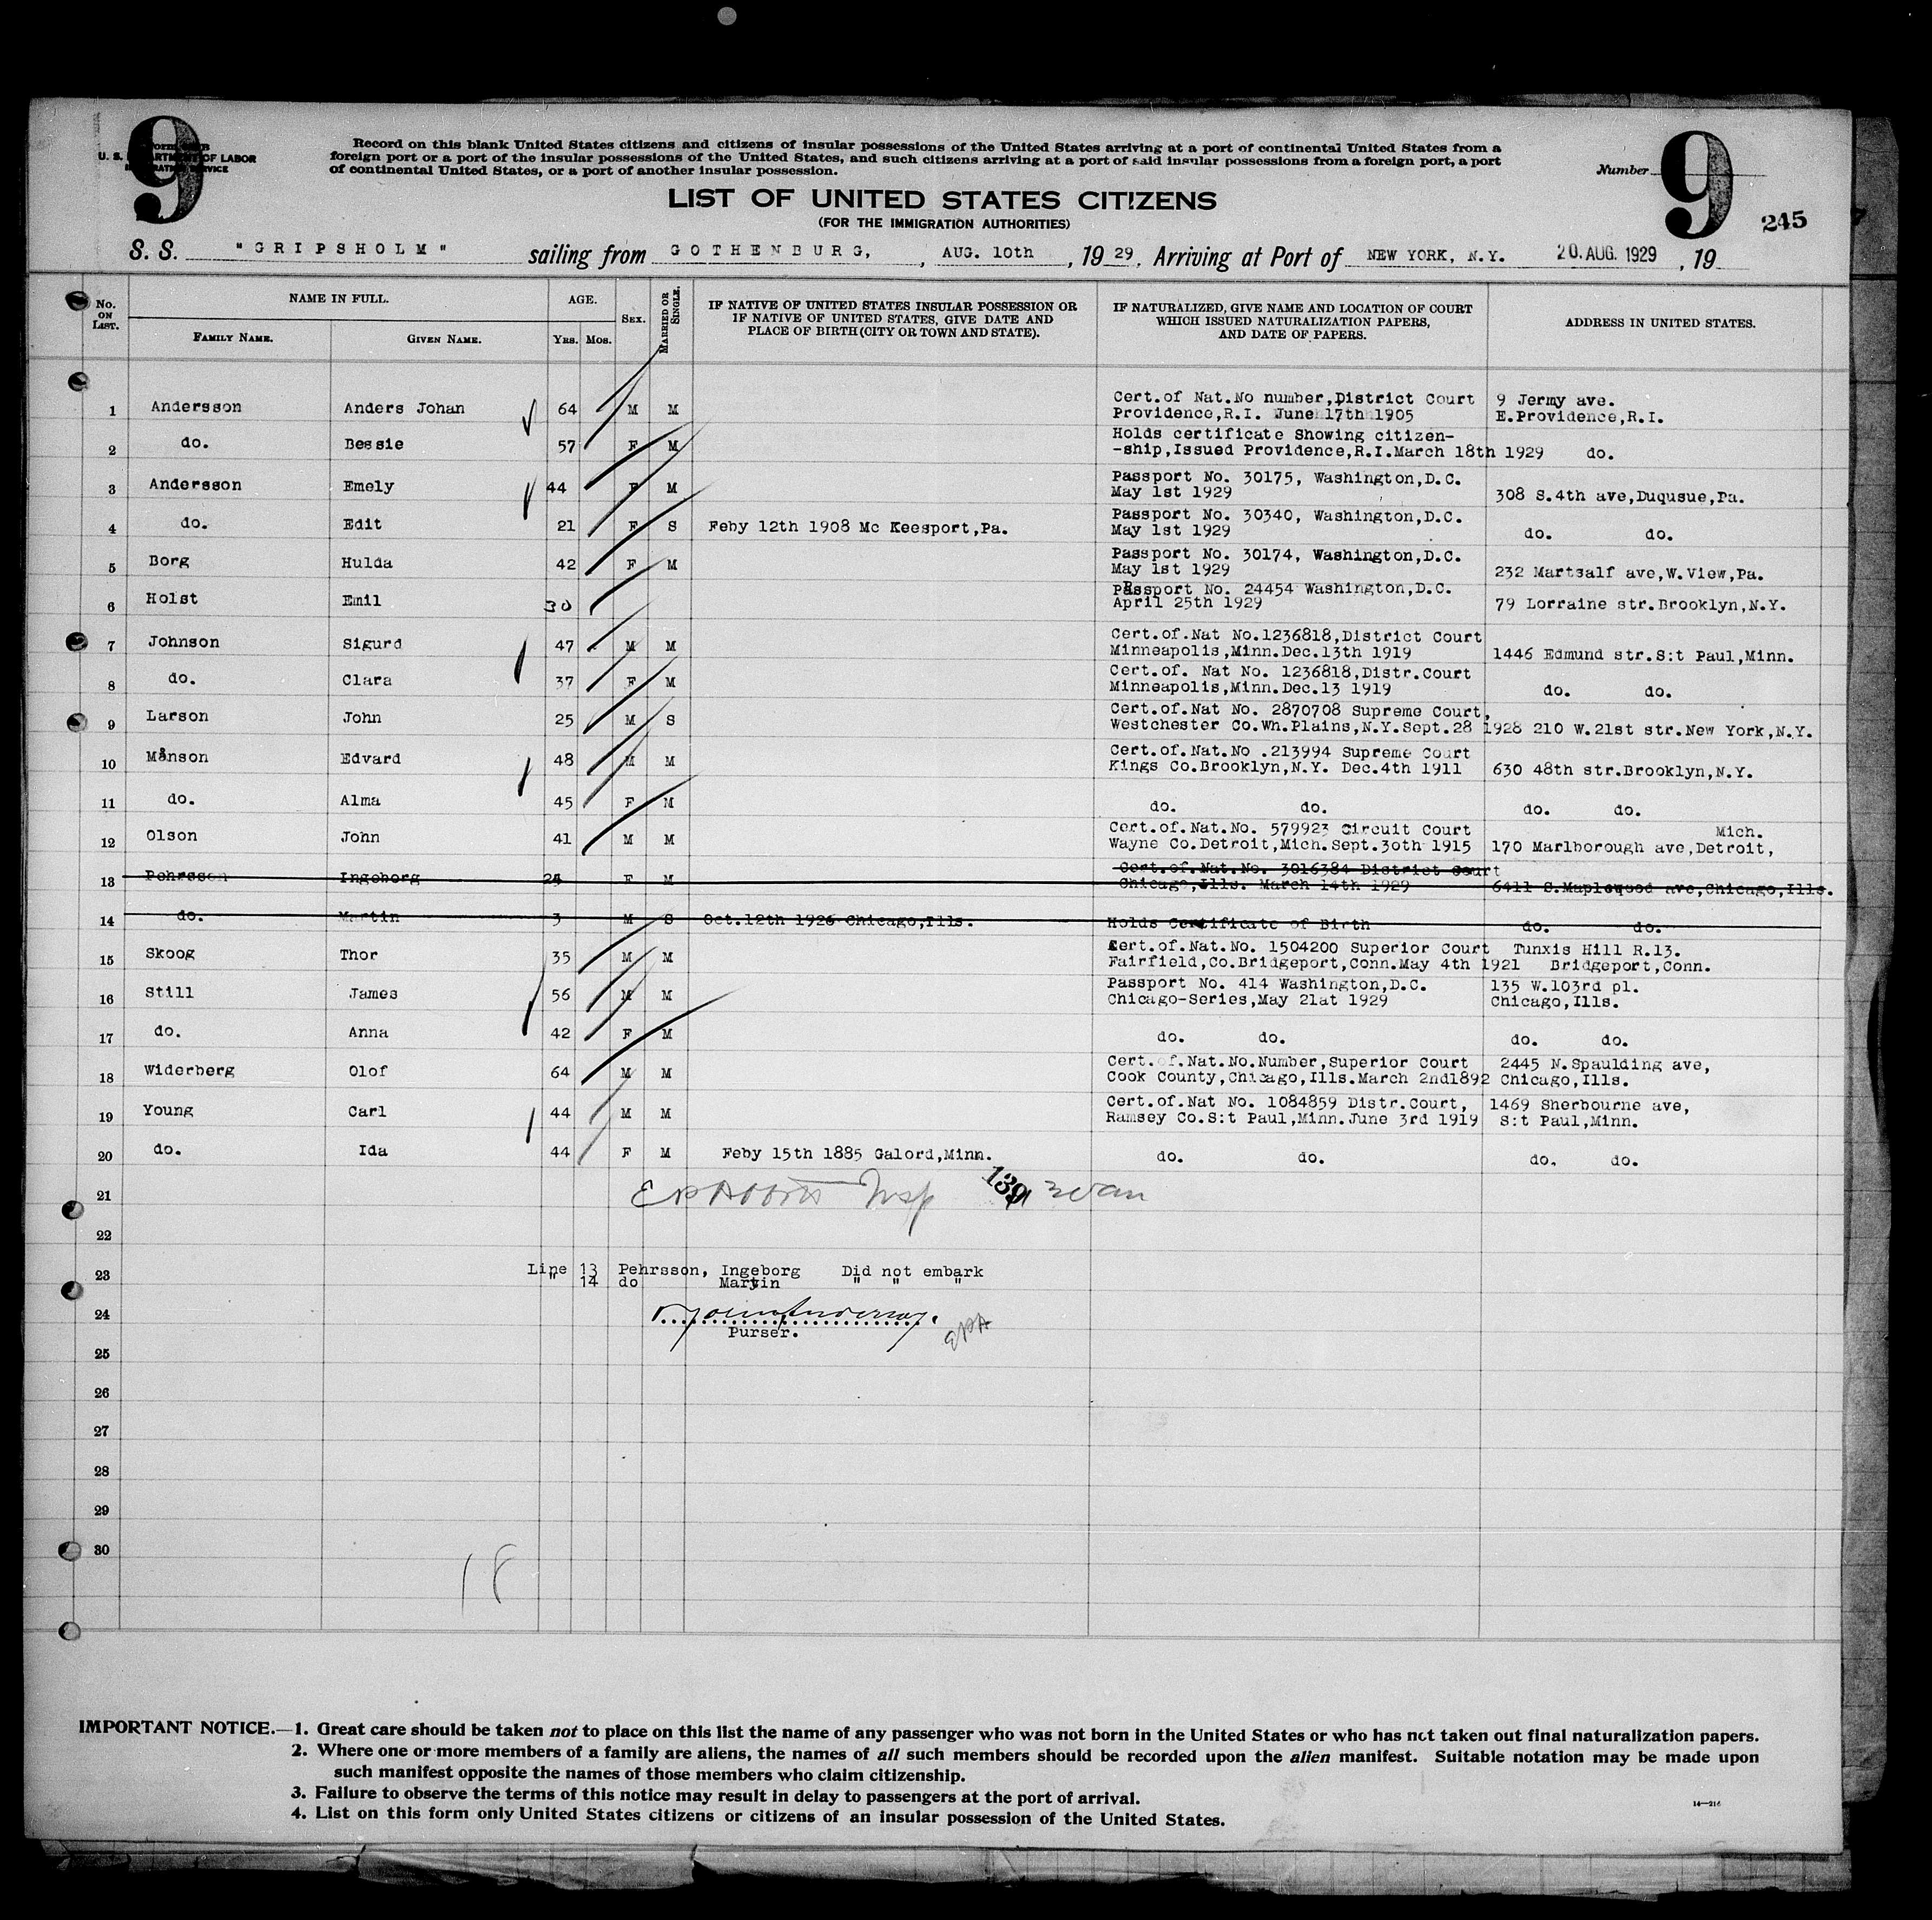 9
U. S. DEPARTMENT OF LABOR
IMMIGRATION SERVICE
Record on this blank United States citizens and citizens of insular possessions of the United States arriving at a port of continental United States from a
foreign port or a port of the insular possessions of the United States, and such citizens arriving at a port of said insular possessions from a foreign port, a port
of continental United States, or a port of another insular possession.
Number 9
245
LIST OF UNITED STATES CITIZENS
(FOR THE IMMIGRATION AUTHORITIES)
S. S. "GRIPSHOLM" sailing from GOTHENBURG, , AUG. 10th , 19 29, Arriving at Port of NEW YORK, N.Y. 20. AUG. 1929 , 19
No. ON LIST. NAME IN FULL. FAMILY NAME. GIVEN NAME. AGE. YRS. MOS. SEX. MARRIED OR SINGLE. IF NATIVE OF UNITED STATES INSULAR POSSESSION OR IF NATIVE OF UNITED STATES, GIVE DATE AND PLACE OF BIRTH (CITY OR TOWN AND STATE). IF NATURALIZED, GIVE NAME AND LOCATION OF COURT WHICH ISSUED NATURALIZATION PAPERS, AND DATE OF PAPERS. ADDRESS IN UNITED STATES.
1 Andersson Anders Johan 64 M M Cert.of Nat.No number,District Court 9 Jermy ave.
Providence,R.I. June 17th 1905 E.Providence,R.I.
2 do. Bessie 57 F M Holds certificate Showing citizen-
-ship,Issued Providence,R.I.March 18th 1929 do.
3 Andersson Emely 44 F M Passport No. 30175, Washington,D.C.
May 1st 1929 308 S.4th ave,Duqusue,Pa.
4 do. Edit 21 F S Feby 12th 1908 Mc Keesport,Pa. Passport No. 30340, Washington,D.C.
May 1st 1929 do. do.
5 Borg Hulda 42 F M Passport No. 30174, Washington,D.C.
May 1st 1929 232 Martsalf ave,W.View,Pa.
6 Holst Emil 30 Passport No. 24454 Washington,D.C.
April 25th 1929 79 Lorraine str.Brooklyn,N.Y.
7 Johnson Sigurd 47 M M Cert.of.Nat No.1236818,District Court
Minneapolis,Minn.Dec.13th 1919 1446 Edmund str.S:t Paul,Minn.
8 do. Clara 37 F M Cert.of. Nat No. 1236818,Distr.Court
Minneapolis,Minn.Dec.13 1919 do. do.
9 Larson John 25 M S Cert.of.Nat No. 2870708 Supreme Court,
Westchester Co.Wh.Plains,N.Y.Sept.28 1928 210 W.21st str.New York,N.Y.
10 Månson Edvard 48 M M Cert.of.Nat.No .213994 Supreme Court
Kings Co.Brooklyn,N.Y. Dec.4th 1911 630 48th str.Brooklyn,N.Y.
11 do. Alma 45 F M do. do. do. do.
12 Olson John 41 M M Cert.of.Nat.No. 579923 Circuit Court Mich.
Wayne Co.Detroit,Mich.Sept.30th 1915 170 Marlborough ave,Detroit,
13 Pehrsson Ingeborg F M Cert.of.Nat.No. 3016384 District Court
Chicago,Ills. March 14th 1929 6411 S.Maplewood ave,Chicago,Ills.
14 do. Martin 3 M S Oct.12th 1926 Chicago,Ills. Holds Certificate of Birth do. do.
15 Skoog Thor 35 M M Cert.of.Nat.No. 1504200 Superior Court Tunxis Hill R.13.
Fairfield,Co.Bridgeport,Conn.May 4th 1921 Bridgeport,Conn.
16 Still James 56 M M Passport No. 414 Washington,D.C. 135 W.103rd pl.
Chicago-Series,May 21at 1929 Chicago,Ills.
17 do. Anna 42 F M do. do. do. do.
18 Widerberg Olof 64 M M Cert.of.Nat.No.Number,Superior Court 2445 N.Spaulding ave,
Cook County,Chicago,Ills.March 2nd1892 Chicago,Ills.
19 Young Carl 44 M M Cert.of.Nat No. 1084859 Distr.Court, 1469 Sherbourne ave,
Ramsey Co.S:t Paul,Minn.June 3rd 1919 S:t Paul,Minn.
20 do. Ida 44 F M Feby 15th 1885 Galord,Minn. do. do. do. do.
21 Insp 139
22
23 Line 13 Pehrsson, Ingeborg Did not embark
" 14 do Martin " " "
24
Purser.
25
26
27
28
29
30
18
IMPORTANT NOTICE.—1. Great care should be taken not to place on this list the name of any passenger who was not born in the United States or who has not taken out final naturalization papers.
2. Where one or more members of a family are aliens, the names of all such members should be recorded upon the alien manifest. Suitable notation may be made upon
such manifest opposite the names of those members who claim citizenship.
3. Failure to observe the terms of this notice may result in delay to passengers at the port of arrival.
4. List on this form only United States citizens or citizens of an insular possession of the United States.
14—216